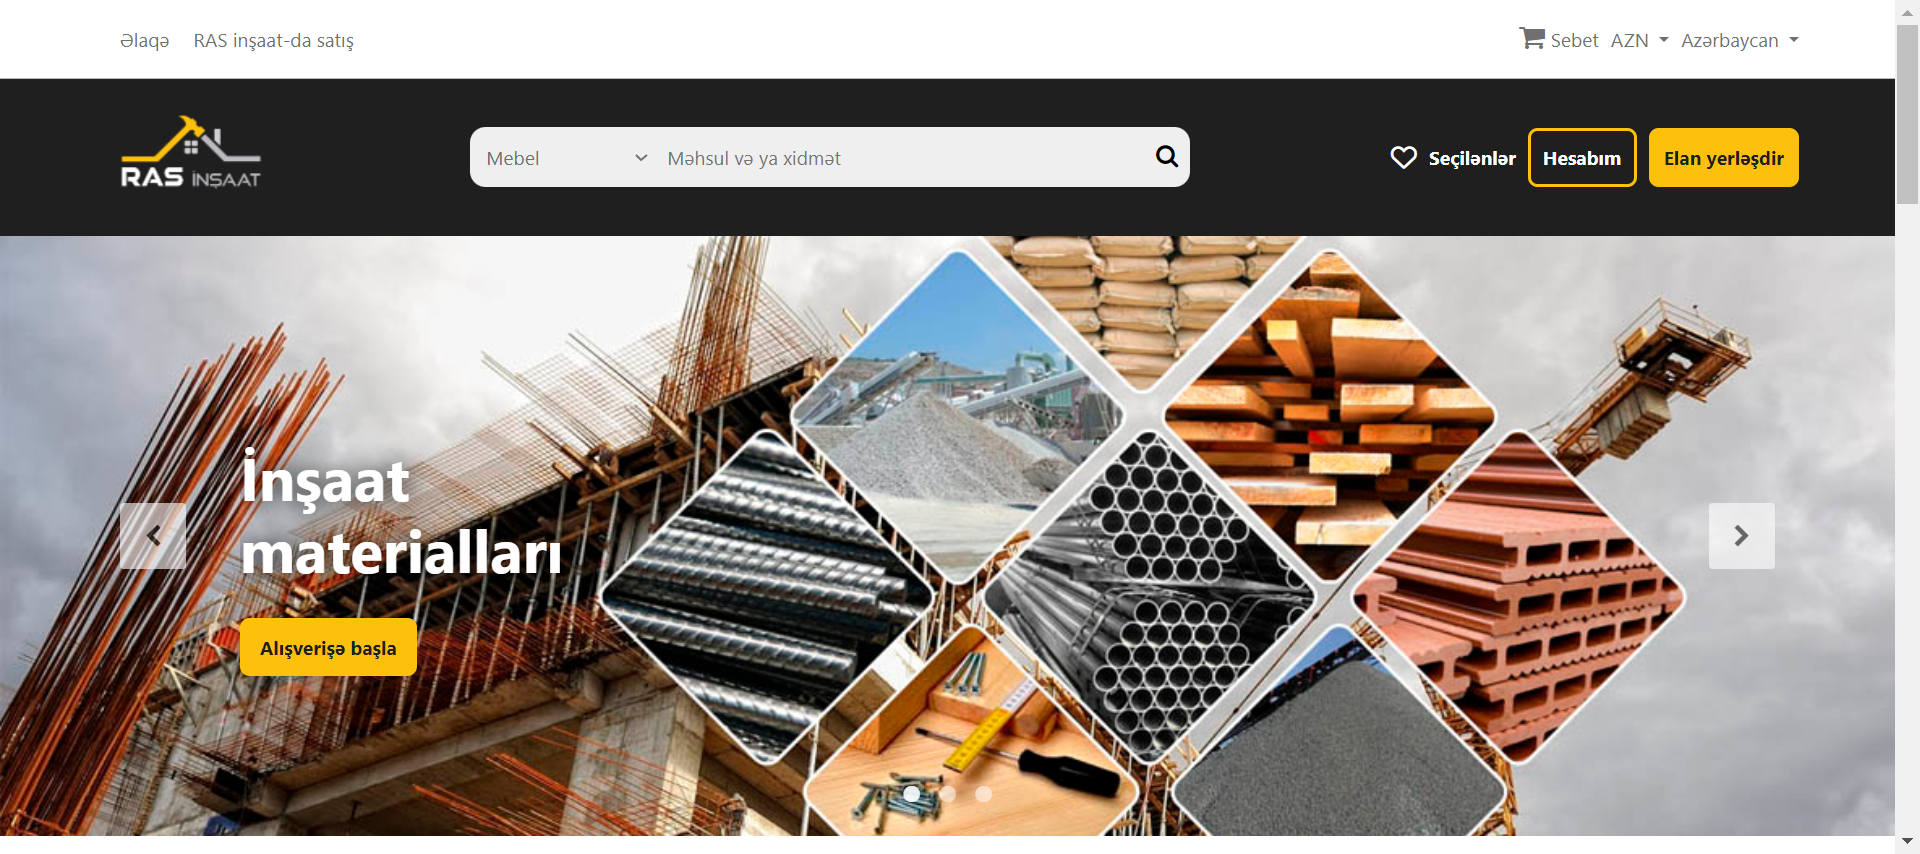 Əlaqə RAS inşaat-da satış
Sebet AZN Azərbaycan
RAS İNŞAAT
Mebel Məhsul və ya xidmət
Seçilənlər Hesabım Elan yerləşdir
İnşaat
materialları
Alışverişə başla